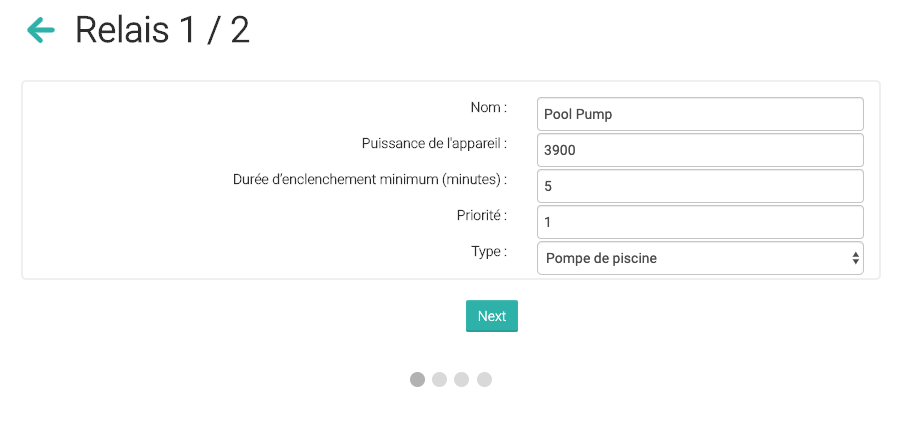 Relais 1 / 2
Nom : Pool Pump
Puissance de l'appareil : 3900
Durée d'enclenchement minimum (minutes) : 5
Priorité : 1
Type : Pompe de piscine
Next